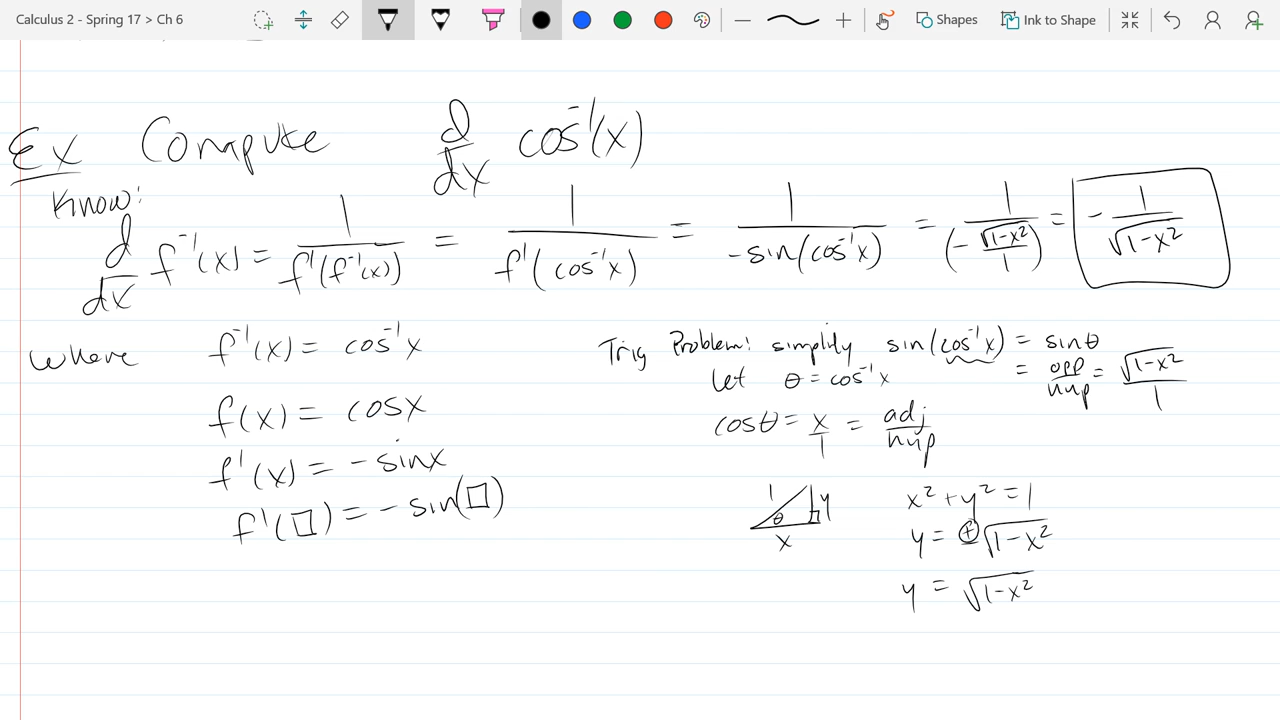 Calculus 2 - Spring 17 > Ch 6
Shapes
Ink to Shape
Ex Compute d/dx cos⁻¹(x)
Know:
d/dx f⁻¹(x) = 1/f'(f⁻¹(x)) = 1/f'(cos⁻¹x) = 1/-sin(cos⁻¹x) = 1/(-√(1-x²)/1) = -1/√(1-x²)
where f⁻¹(x) = cos⁻¹x
f(x) = cosx
f'(x) = -sinx
f'(□) = -sin(□)
Trig Problem: simplify sin(cos⁻¹x) = sinθ
let θ = cos⁻¹x = opp/hyp = √(1-x²)/1
cosθ = x/1 = adj/hyp
1 θ y x
x² + y² = 1
y = ±√(1-x²)
y = √(1-x²)